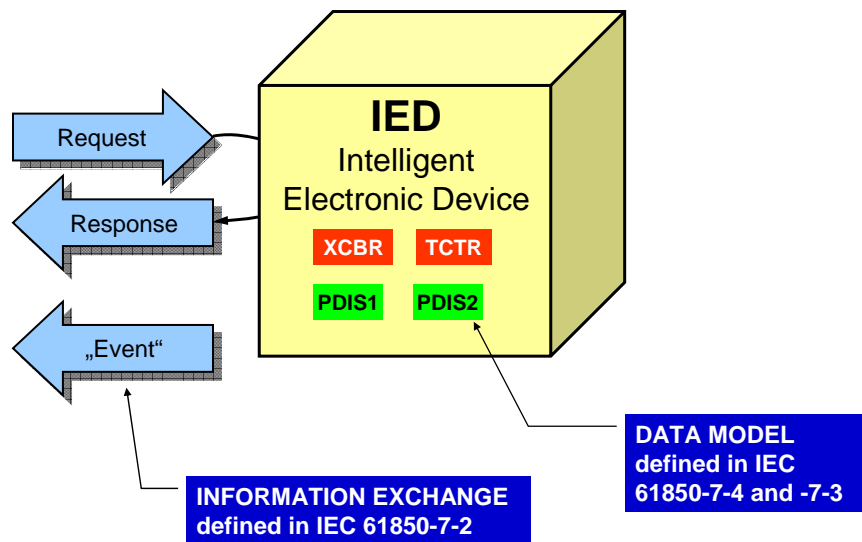 IED
Intelligent
Electronic Device
Request
Response
„Event“
XCBR
TCTR
PDIS1
PDIS2
DATA MODEL
defined in IEC
61850-7-4 and -7-3
INFORMATION EXCHANGE
defined in IEC 61850-7-2